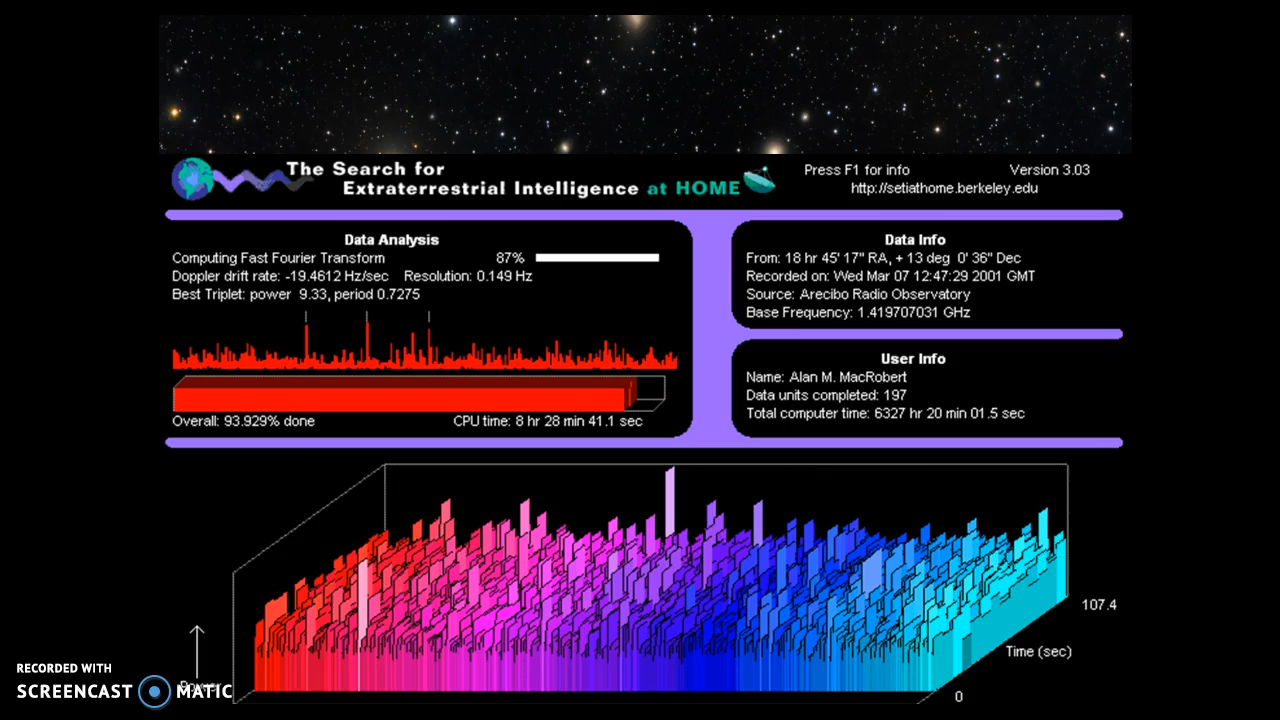 The Search for
Extraterrestrial Intelligence at HOME
Press F1 for info Version 3.03
http://setiathome.berkeley.edu
Data Analysis
Computing Fast Fourier Transform 87%
Doppler drift rate: -19.4612 Hz/sec Resolution: 0.149 Hz
Best Triplet: power 9.33, period 0.7275
Overall: 93.929% done CPU time: 8 hr 28 min 41.1 sec
Data Info
From: 18 hr 45' 17'' RA, + 13 deg 0' 36'' Dec
Recorded on: Wed Mar 07 12:47:29 2001 GMT
Source: Arecibo Radio Observatory
Base Frequency: 1.419707031 GHz
User Info
Name: Alan M. MacRobert
Data units completed: 197
Total computer time: 6327 hr 20 min 01.5 sec
107.4
Time (sec)
0
Power
RECORDED WITH
SCREENCAST MATIC